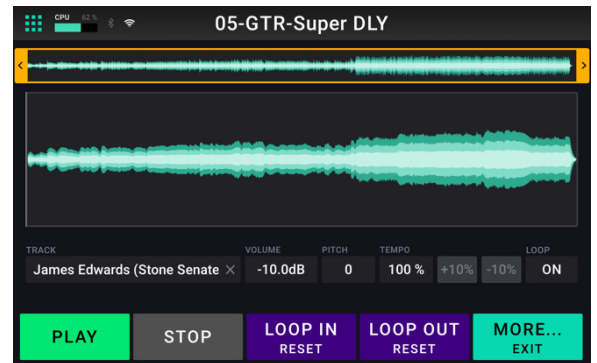 CPU 62 %
05-GTR-Super DLY
TRACK VOLUME PITCH TEMPO LOOP
James Edwards (Stone Senate × -10.0dB 0 100 % +10% -10% ON
PLAY STOP LOOP IN LOOP OUT MORE...
RESET RESET EXIT